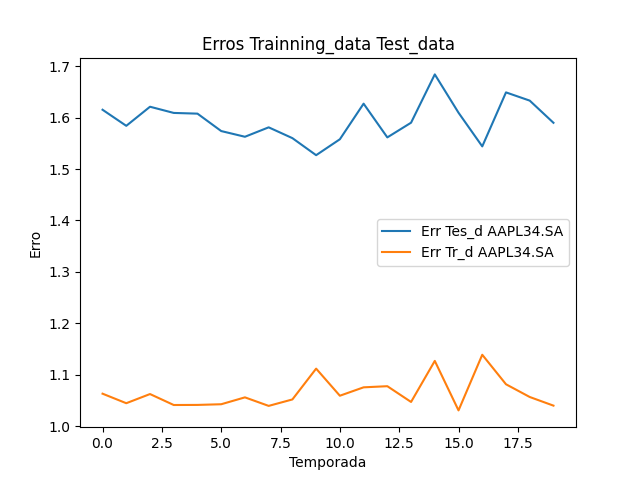 Erros Trainning_data Test_data
1.7
1.6
1.5
1.4
1.3
1.2
1.1
1.0
Erro
Err Tes_d AAPL34.SA
Err Tr_d AAPL34.SA
0.0 2.5 5.0 7.5 10.0 12.5 15.0 17.5
Temporada